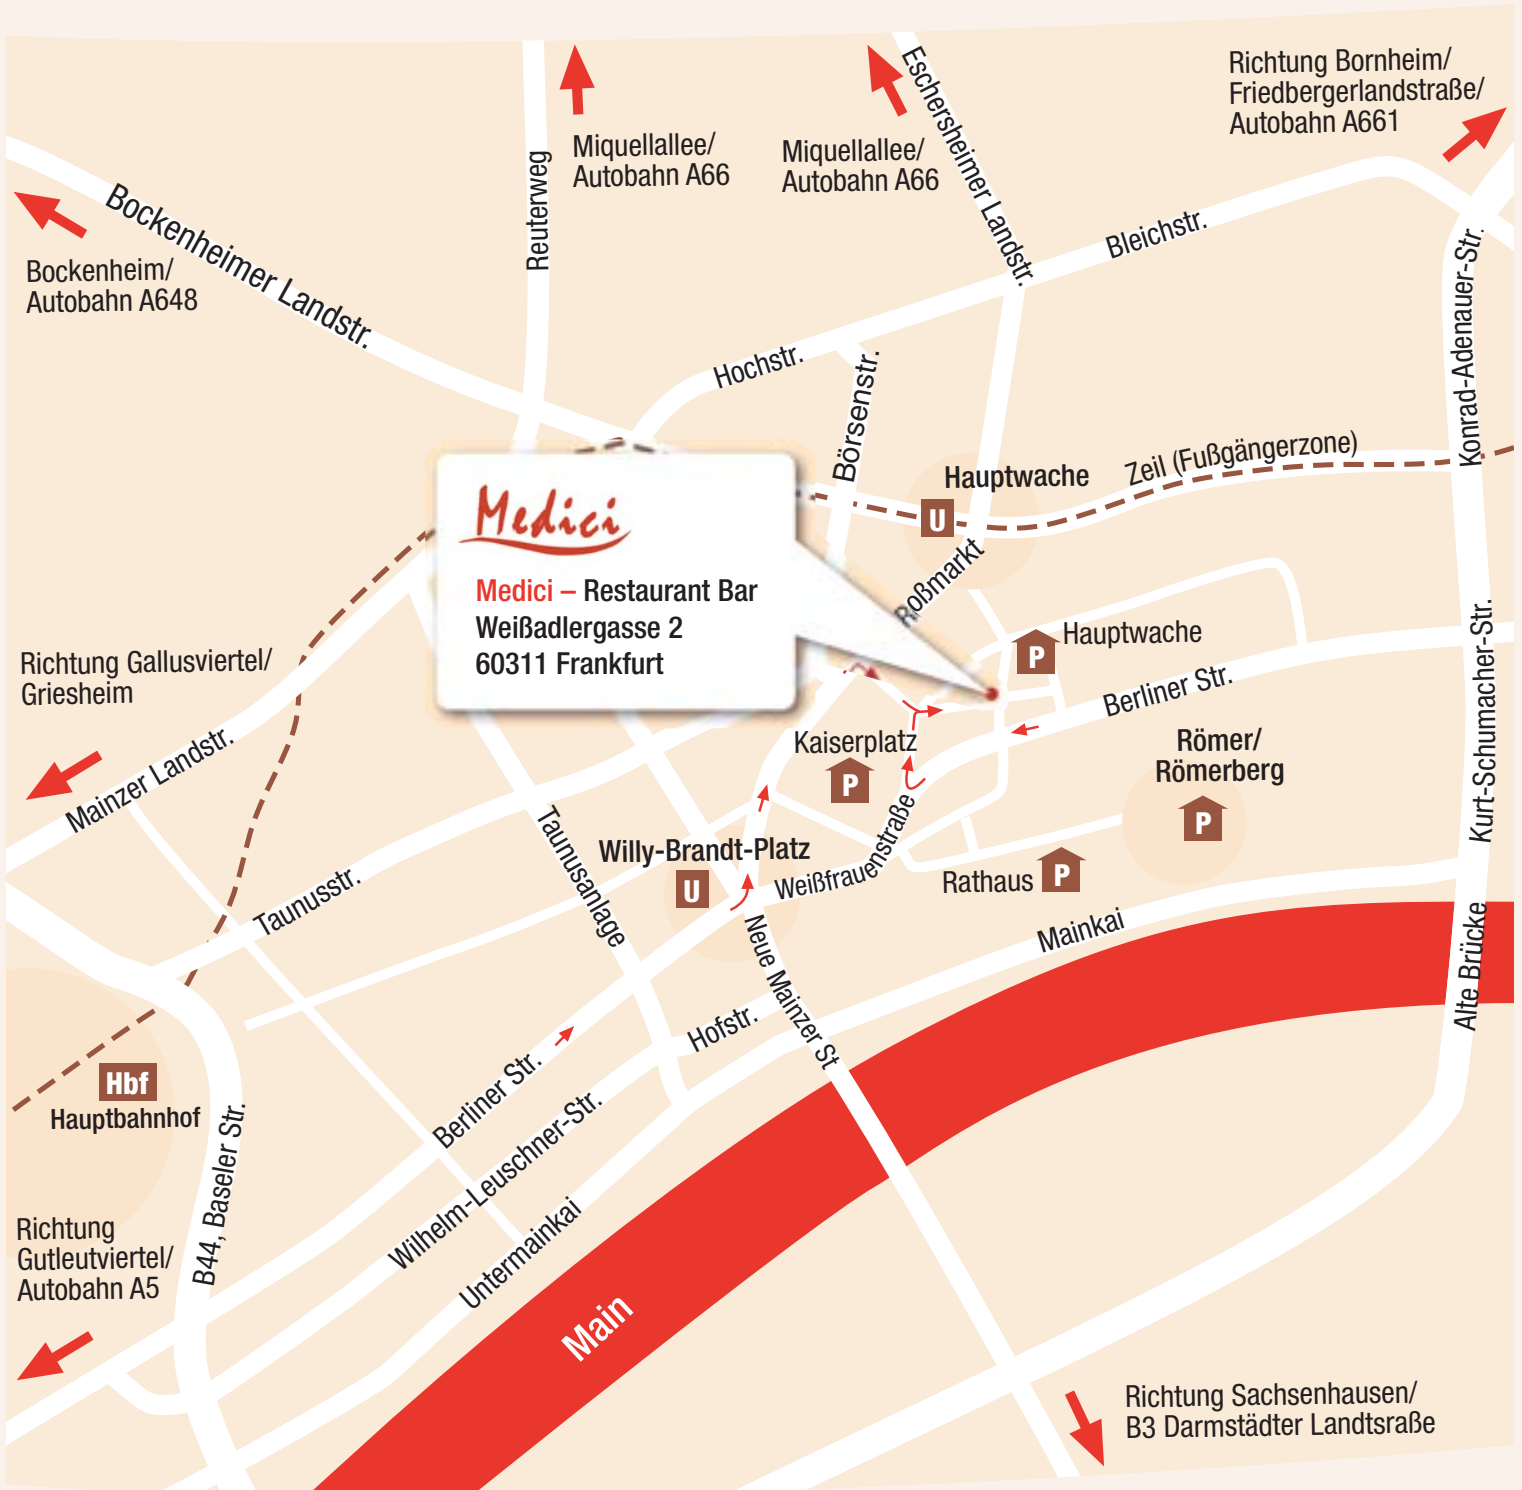 Richtung Bornheim/
Friedbergerlandstraße/
Autobahn A661
Miquellallee/
Autobahn A66
Miquellallee/
Autobahn A66
Eschersheimer Landstr.
Reuterweg
Bockenheimer Landstr.
Bockenheim/
Autobahn A648
Bleichstr.
Konrad-Adenauer-Str.
Hochstr.
Börsenstr.
Hauptwache
U
Zeil (Fußgängerzone)
Medici
Medici – Restaurant Bar
Weißadlergasse 2
60311 Frankfurt
Roßmarkt
P
Hauptwache
Richtung Gallusviertel/
Griesheim
Mainzer Landstr.
Berliner Str.
Kurt-Schumacher-Str.
Kaiserplatz
P
Römer/
Römerberg
P
Taunusanlage
Willy-Brandt-Platz
U
Weißfrauenstraße
Rathaus
P
Taunusstr.
Mainkai
Alte Brücke
Neue Mainzer St
Hofstr.
Hbf
Hauptbahnhof
Berliner Str.
B44, Baseler Str.
Wilhelm-Leuschner-Str.
Untermainkai
Richtung
Gutleutviertel/
Autobahn A5
Main
Richtung Sachsenhausen/
B3 Darmstädter Landtsraße